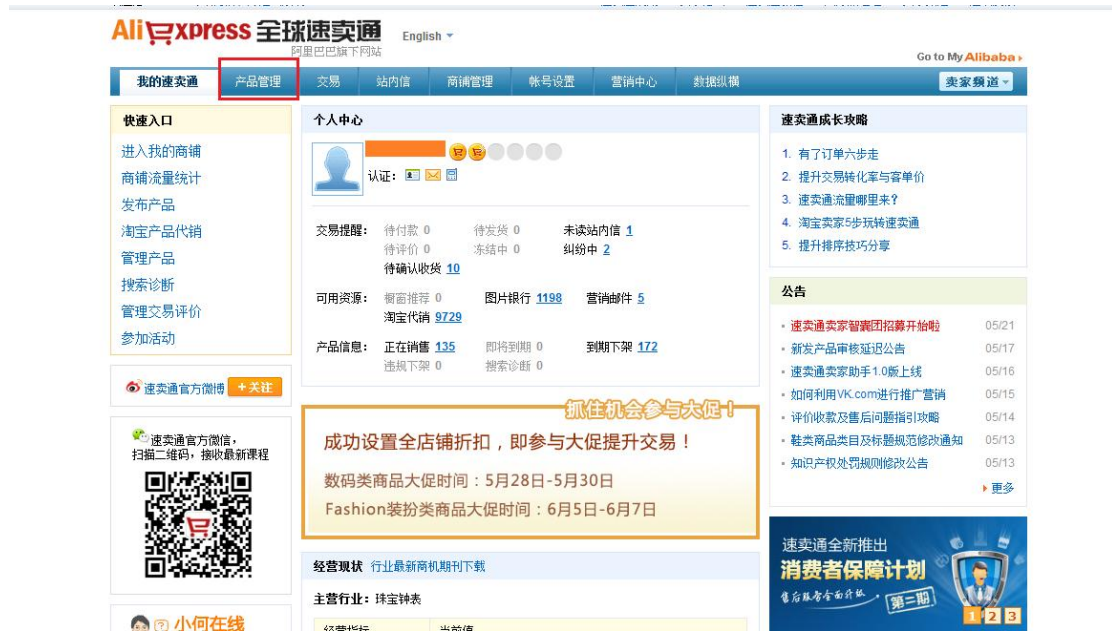 AliExpress 全球速卖通
English
阿里巴巴旗下网站
Go to My Alibaba
我的速卖通 产品管理 交易 站内信 商铺管理 帐号设置 营销中心 数据纵横 卖家频道
快速入口
进入我的商铺
商铺流量统计
发布产品
淘宝产品代销
管理产品
搜索诊断
管理交易评价
参加活动
速卖通官方微博 +关注
速卖通官方微信，
扫描二维码，接收最新课程
小何在线
个人中心
认证：
交易提醒： 待付款 0 待发货 0 未读站内信 1
待评价 0 冻结中 0 纠纷中 2
待确认收货 10
可用资源： 橱窗推荐 0 图片银行 1198 营销邮件 5
淘宝代销 9729
产品信息： 正在销售 135 即将到期 0 到期下架 172
违规下架 0 搜索诊断 0
抓住机会参与大促！
成功设置全店铺折扣，即参与大促提升交易！
数码类商品大促时间：5月28日-5月30日
Fashion装扮类商品大促时间：6月5日-6月7日
经营现状 行业最新商机期刊下载
主营行业：珠宝钟表
经营指标 当前值
速卖通成长攻略
1. 有了订单六步走
2. 提升交易转化率与客单价
3. 速卖通流量哪里来？
4. 淘宝卖家5步玩转速卖通
5. 提升排序技巧分享
公告
速卖通卖家智囊团招募开始啦 05/21
新发产品审核延迟公告 05/17
速卖通卖家助手1.0版上线 05/16
如何利用VK.com进行推广营销 05/15
评价收款及售后问题指引攻略 05/14
鞋类商品类目及标题规范修改通知 05/13
知识产权处罚规则修改公告 05/13
更多
速卖通全新推出
消费者保障计划
售后服务全面升级
第二期
1 2 3